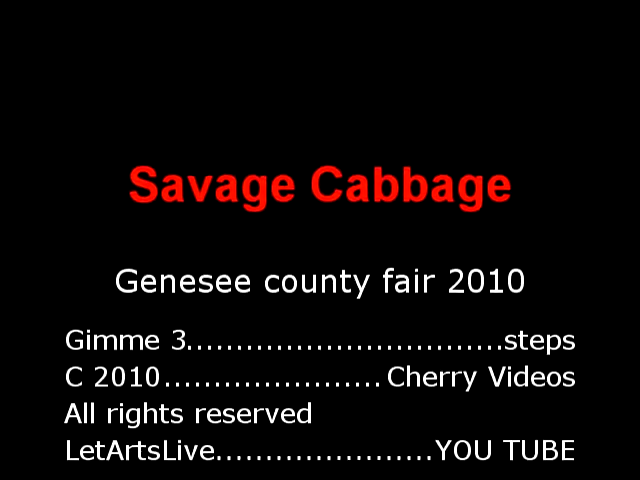 Savage Cabbage
Genesee county fair 2010
Gimme 3................................steps
C 2010......................Cherry Videos
All rights reserved
LetArtsLive......................YOU TUBE